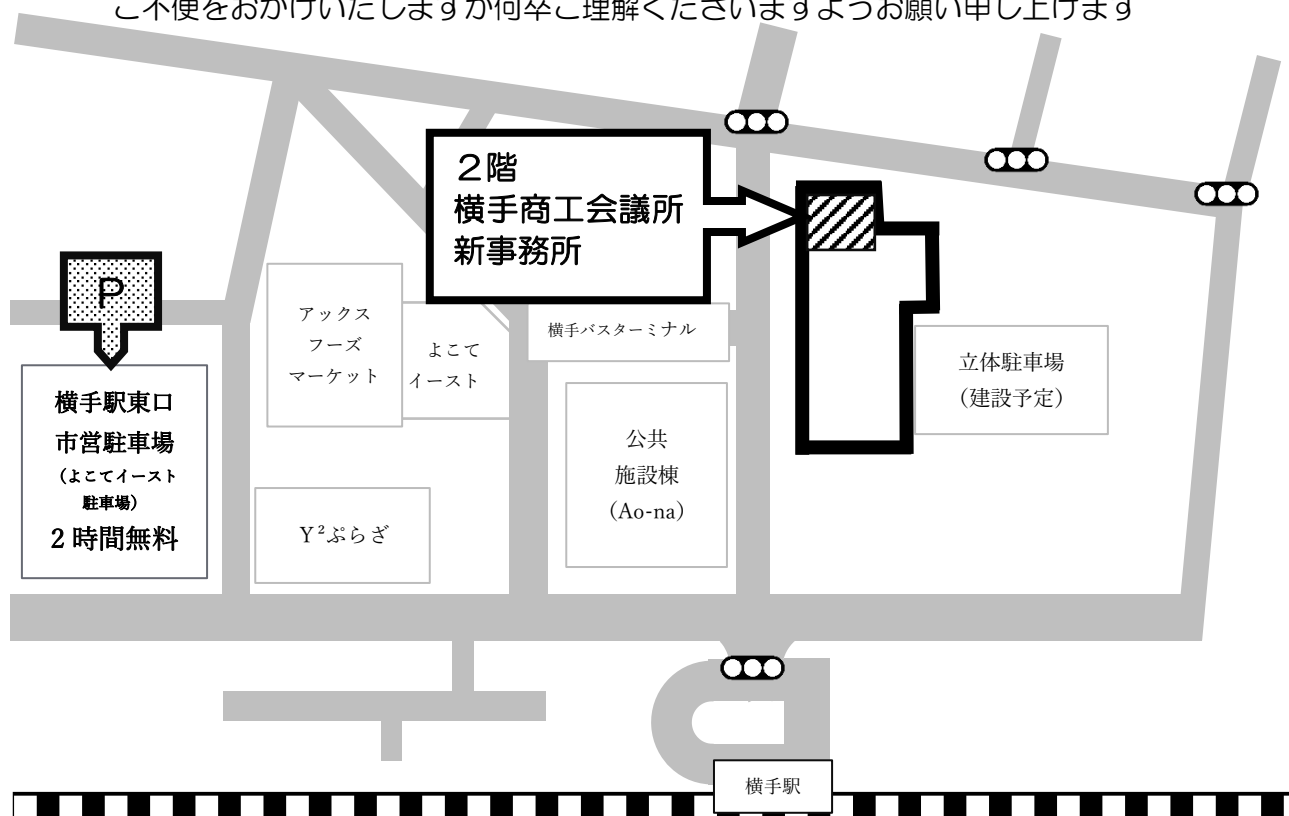 ご不便をおかけいたしますが何卒ご理解くださいますようお願い申し上げます
2階
横手商工会議所
新事務所
P
横手駅東口
市営駐車場
(よこてイースト
駐車場)
2時間無料
アックス
フーズ
マーケット
よこて
イースト
横手バスターミナル
立体駐車場
(建設予定)
公共
施設棟
(Ao-na)
Y²ぷらざ
横手駅